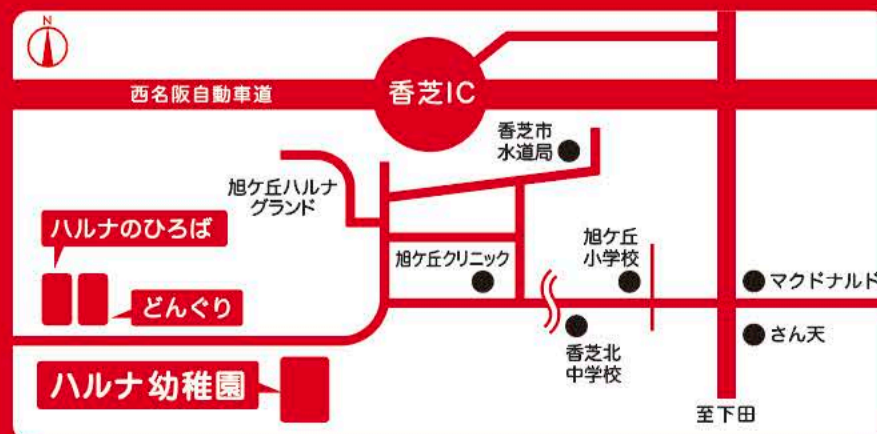 N
西名阪自動車道
香芝IC
香芝市
水道局
旭ケ丘ハルナ
グランド
ハルナのひろば
旭ケ丘クリニック
旭ケ丘
小学校
マクドナルド
どんぐり
さん天
香芝北
中学校
ハルナ幼稚園
至下田